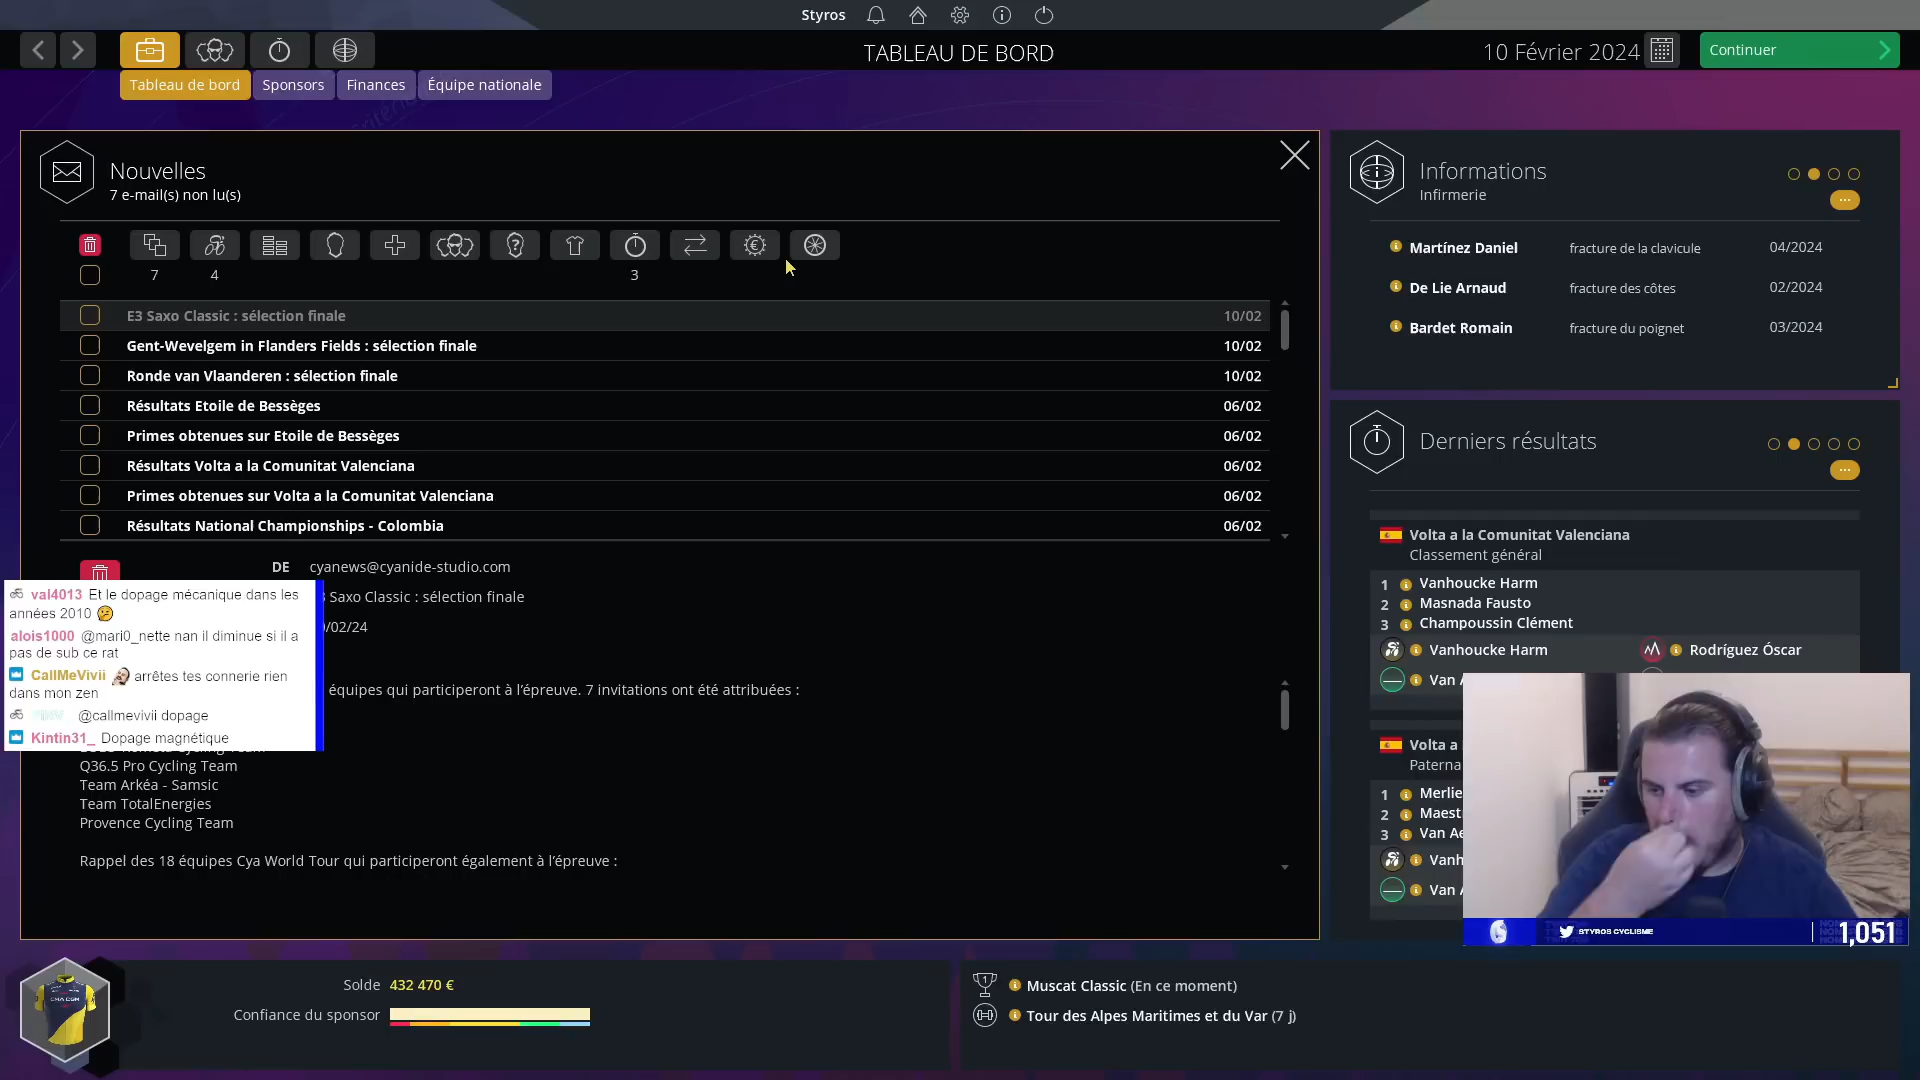 Styros
TABLEAU DE BORD
10 Février 2024
Continuer
Tableau de bord
Sponsors
Finances
Équipe nationale
Nouvelles
7 e-mail(s) non lu(s)
7
4
3
E3 Saxo Classic : sélection finale 10/02
Gent-Wevelgem in Flanders Fields : sélection finale 10/02
Ronde van Vlaanderen : sélection finale 10/02
Résultats Etoile de Bessèges 06/02
Primes obtenues sur Etoile de Bessèges 06/02
Résultats Volta a la Comunitat Valenciana 06/02
Primes obtenues sur Volta a la Comunitat Valenciana 06/02
Résultats National Championships - Colombia 06/02
DE cyanews@cyanide-studio.com
Saxo Classic : sélection finale
/02/24
équipes qui participeront à l'épreuve. 7 invitations ont été attribuées :
Q36.5 Pro Cycling Team
Team Arkéa - Samsic
Team TotalEnergies
Provence Cycling Team
Rappel des 18 équipes Cya World Tour qui participeront également à l'épreuve :
val4013 Et le dopage mécanique dans les
années 2010
alois1000 @mari0_nette nan il diminue si il a
pas de sub ce rat
CallMeVivii arrêtes tes connerie rien
dans mon zen
@callmevivii dopage
Kintin31_ Dopage magnétique
Informations
Infirmerie
Martínez Daniel fracture de la clavicule 04/2024
De Lie Arnaud fracture des côtes 02/2024
Bardet Romain fracture du poignet 03/2024
Derniers résultats
Volta a la Comunitat Valenciana
Classement général
1 Vanhoucke Harm
2 Masnada Fausto
3 Champoussin Clément
Vanhoucke Harm
Rodríguez Óscar
Van A
Volta a
Paterna
1 Merlie
2 Maest
3 Van Ae
Vanh
Van A
STYROS CYCLISME
1,051
Solde 432 470 €
Confiance du sponsor
CMA CGM
Muscat Classic (En ce moment)
Tour des Alpes Maritimes et du Var (7 j)